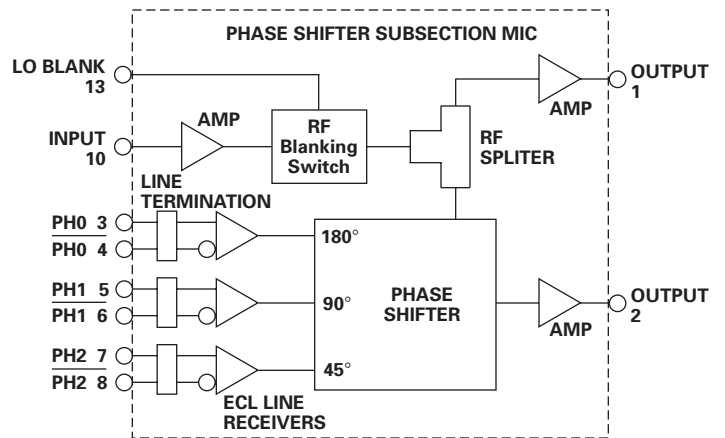 PHASE SHIFTER SUBSECTION MIC
LO BLANK
13
OUTPUT
1
AMP
AMP
INPUT
10
RF
Blanking
Switch
RF
SPLITER
LINE
TERMINATION
PH0 3
PH0 4
180°
PH1 5
PH1 6
90°
PHASE
SHIFTER
OUTPUT
2
AMP
PH2 7
PH2 8
45°
ECL LINE
RECEIVERS